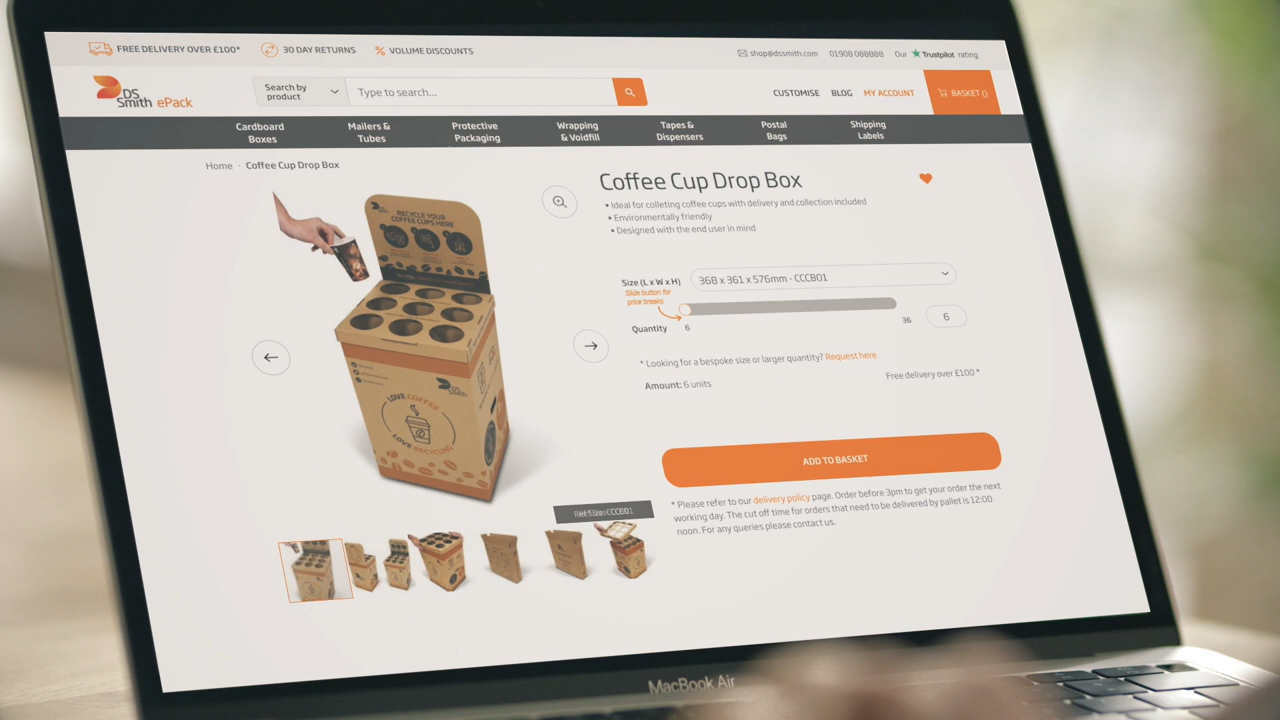 FREE DELIVERY OVER £100*
30 DAY RETURNS
% VOLUME DISCOUNTS
shop@dssmith.com
01908 088888
Our Trustpilot rating
DS
Smith ePack
Search by
product
Type to search...
CUSTOMISE
BLOG
MY ACCOUNT
BASKET ()
Cardboard
Boxes
Mailers &
Tubes
Protective
Packaging
Wrapping
& Voidfill
Tapes &
Dispensers
Postal
Bags
Shipping
Labels
Home · Coffee Cup Drop Box
RECYCLE YOUR
COFFEE CUPS HERE
DS
Smith
LOVE COFFEE
LOVE RECYCLING
Coffee Cup Drop Box
• Ideal for colleting coffee cups with delivery and collection included
• Environmentally friendly
• Designed with the end user in mind
Size (L x W x H)
368 x 361 x 576mm - CCCB01
Slide button for
price breaks
Quantity
6
36
6
* Looking for a bespoke size or larger quantity? Request here
Amount: 6 units
Free delivery over £100 *
ADD TO BASKET
* Please refer to our delivery policy page. Order before 3pm to get your order the next
working day. The cut off time for orders that need to be delivered by pallet is 12:00
noon. For any queries please contact us.
MacBook Air